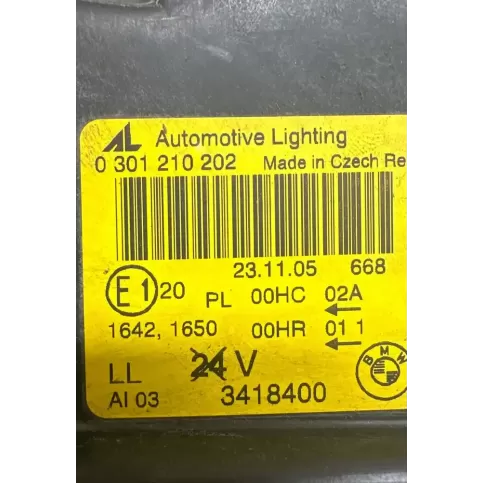 AL Automotive Lighting
0 301 210 202 Made in Czech Re
23.11.05 668
E1 20 PL 00HC 02A
1642, 1650 00HR 01 1
LL 24 V
BMW
AI 03 3418400